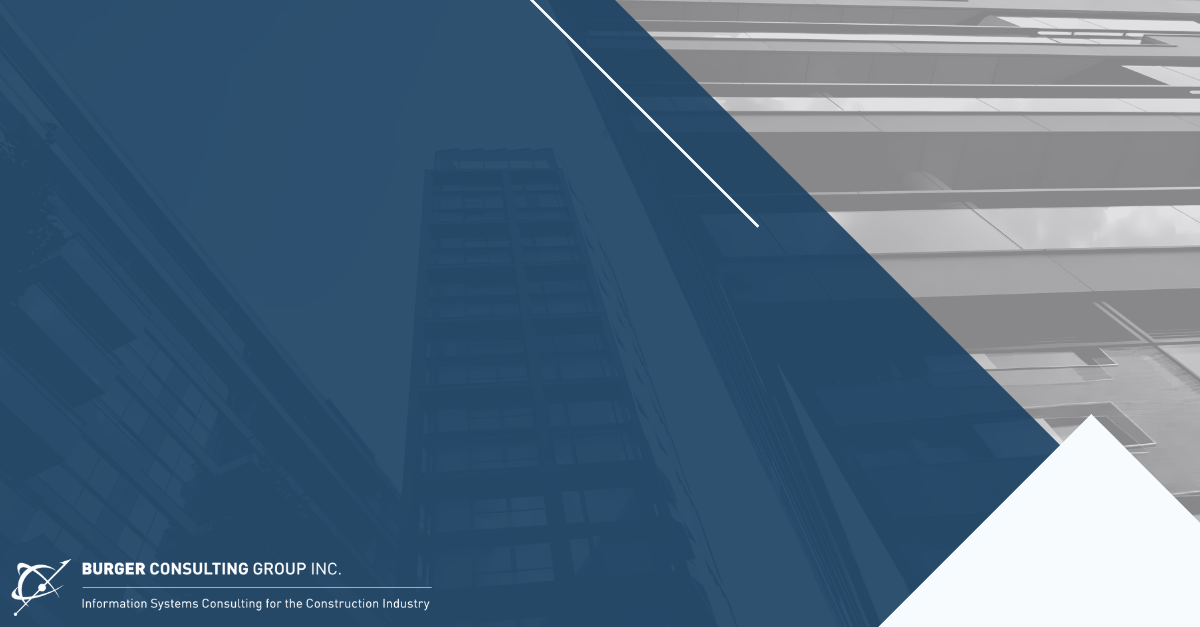 BURGER CONSULTING GROUP INC.
Information Systems Consulting for the Construction Industry